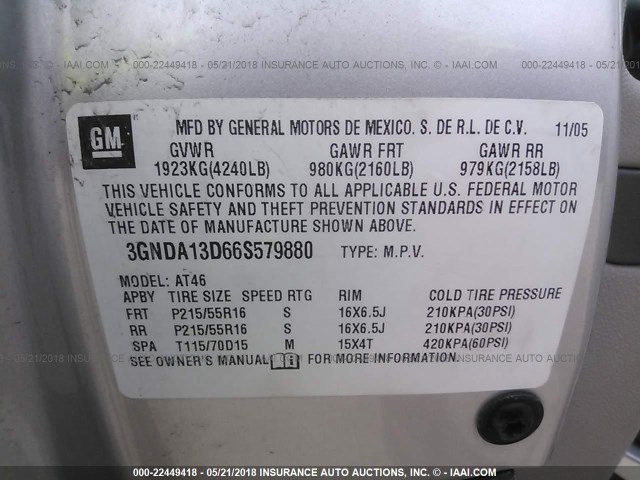 000-22449418 - 05/21/2018 INSURANCE AUTO AUCTIONS, INC. - © IAAI.COM
GM
MFD BY GENERAL MOTORS DE MEXICO. S. DE R.L. DE C.V. 11/05
GVWR GAWR FRT GAWR RR
1923KG(4240LB) 980KG(2160LB) 979KG(2158LB)
THIS VEHICLE CONFORMS TO ALL APPLICABLE U.S. FEDERAL MOTOR
VEHICLE SAFETY AND THEFT PREVENTION STANDARDS IN EFFECT ON
THE DATE OF MANUFACTURE SHOWN ABOVE.
3GNDA13D66S579880 TYPE: M.P.V.
MODEL: AT46
APBY TIRE SIZE SPEED RTG RIM COLD TIRE PRESSURE
FRT P215/55R16 S 16X6.5J 210KPA(30PSI)
RR P215/55R16 S 16X6.5J 210KPA(30PSI)
SPA T115/70D15 M 15X4T 420KPA(60PSI)
SEE OWNER'S MANUAL FOR MORE INFORMATION.
000-22449418 - 05/21/2018 INSURANCE AUTO AUCTIONS, INC. - © IAAI.COM